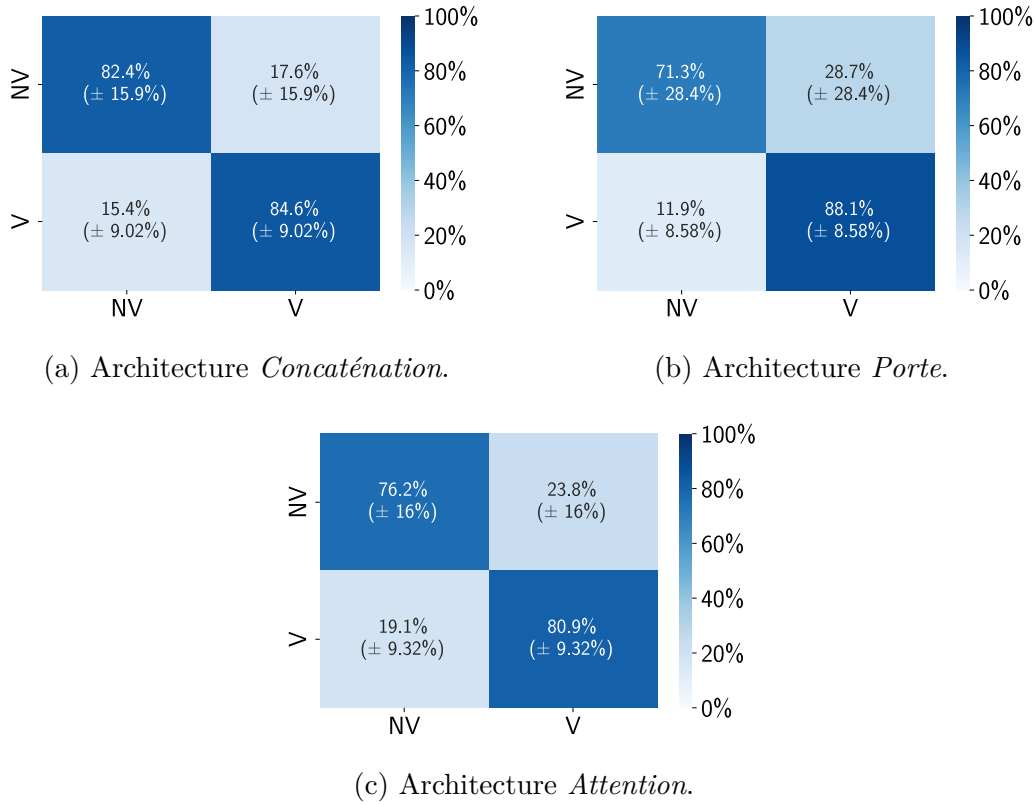 NV
82.4%
(± 15.9%)
17.6%
(± 15.9%)
V
15.4%
(± 9.02%)
84.6%
(± 9.02%)
NV
V
100%
80%
60%
40%
20%
0%
(a) Architecture Concaténation.
NV
71.3%
(± 28.4%)
28.7%
(± 28.4%)
V
11.9%
(± 8.58%)
88.1%
(± 8.58%)
NV
V
100%
80%
60%
40%
20%
0%
(b) Architecture Porte.
NV
76.2%
(± 16%)
23.8%
(± 16%)
V
19.1%
(± 9.32%)
80.9%
(± 9.32%)
NV
V
100%
80%
60%
40%
20%
0%
(c) Architecture Attention.